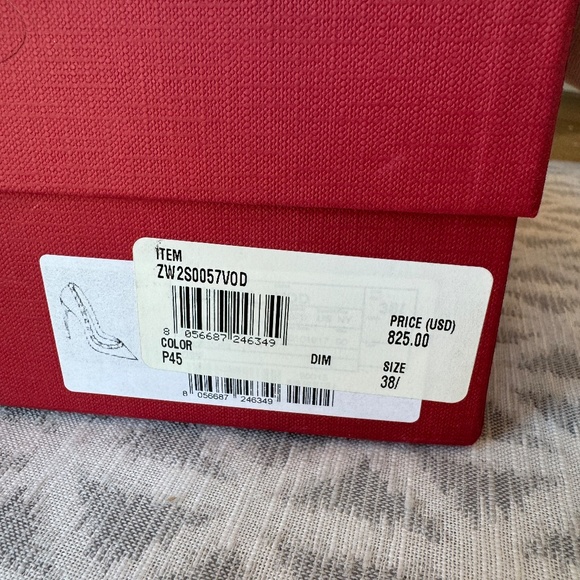 ITEM
ZW2S0057VOD
8 056687 246349
COLOR
P45
DIM
PRICE (USD)
825.00
SIZE
38/
8 056687 246349